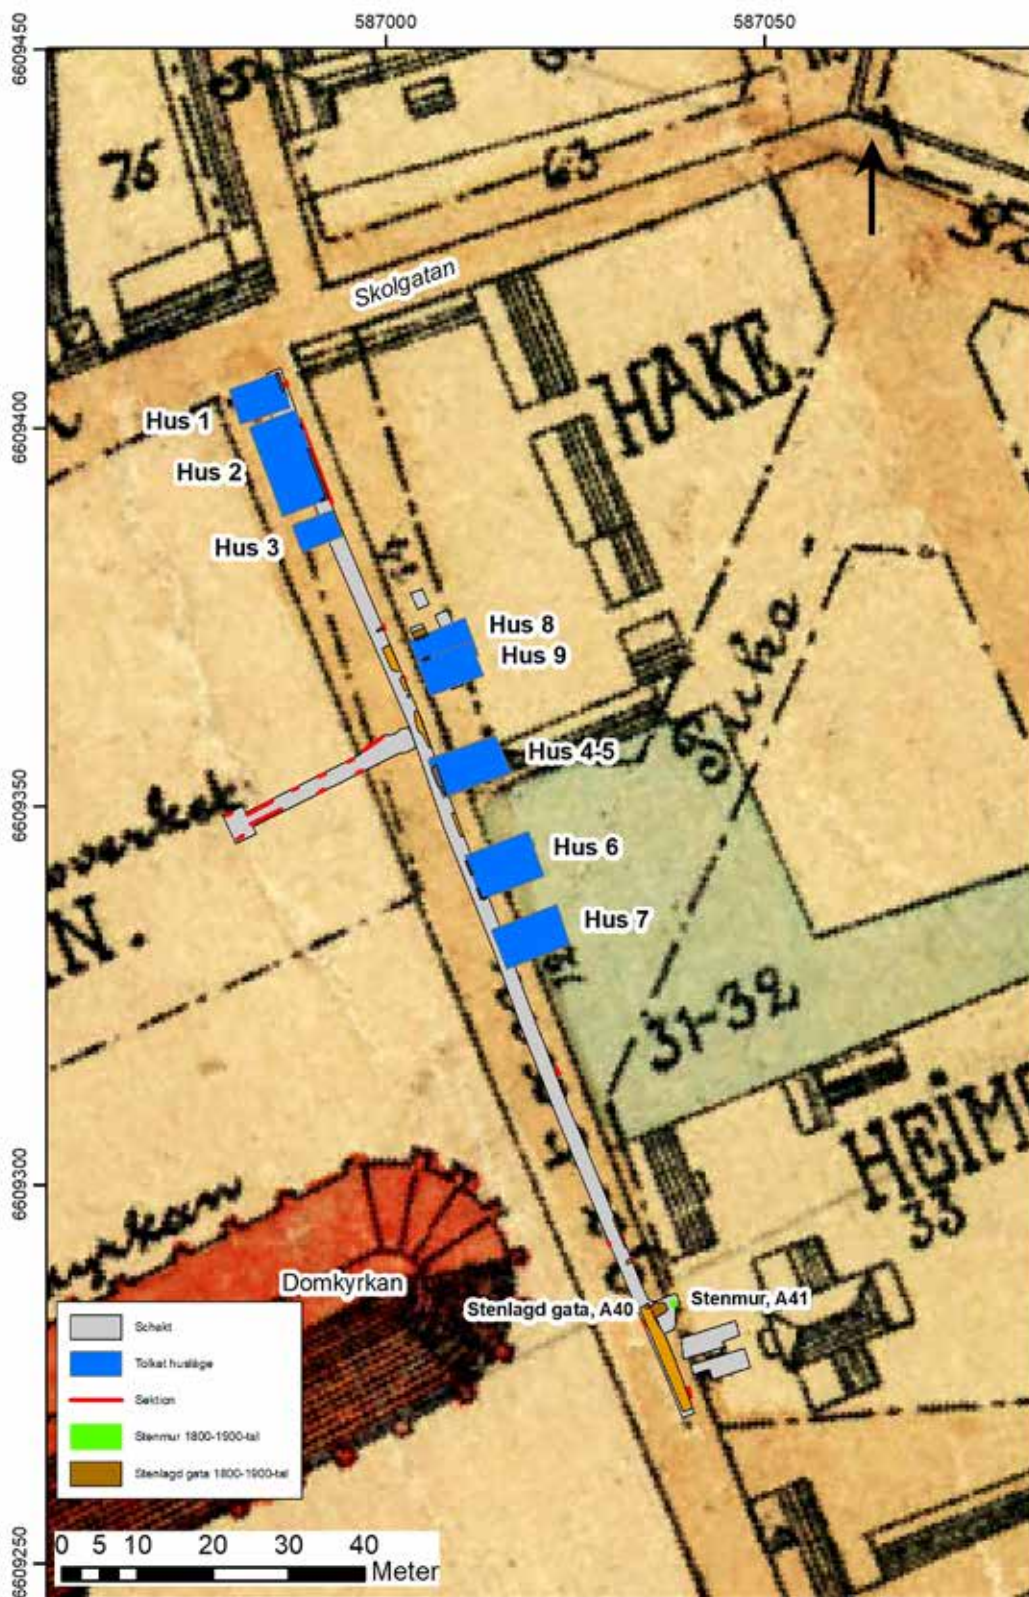 587000
587050
6609450
6609400
6609350
6609300
6609250
76
63
Skolgatan
HAKE
Hus 1
Hus 2
Hus 3
Hus 8
Hus 9
Hus 4-5
Hus 6
Hus 7
N.
31-32
HEIM
33
Domkyrkan
Stenlagd gata, A40
Stenmur, A41
Schakt
Tolkat husläge
Sektion
Stenmur 1800-1900-tal
Stenlagd gata 1800-1900-tal
0 5 10 20 30 40
Meter